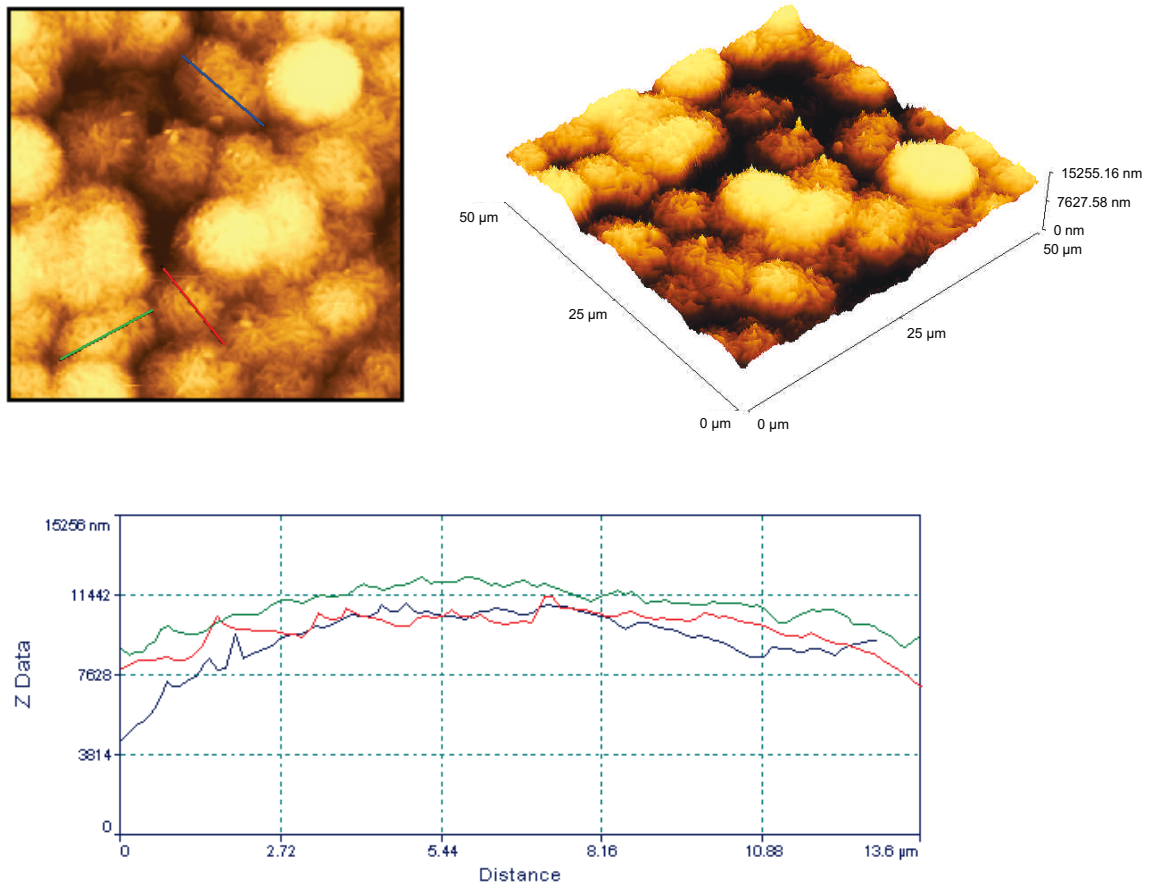 15255.16 nm
7627.58 nm
0 nm
50 µm
50 µm
25 µm
25 µm
0 µm
0 µm
15256 nm
11442
7628
3814
0
Z Data
0
2.72
5.44
8.16
10.88
13.6 µm
Distance